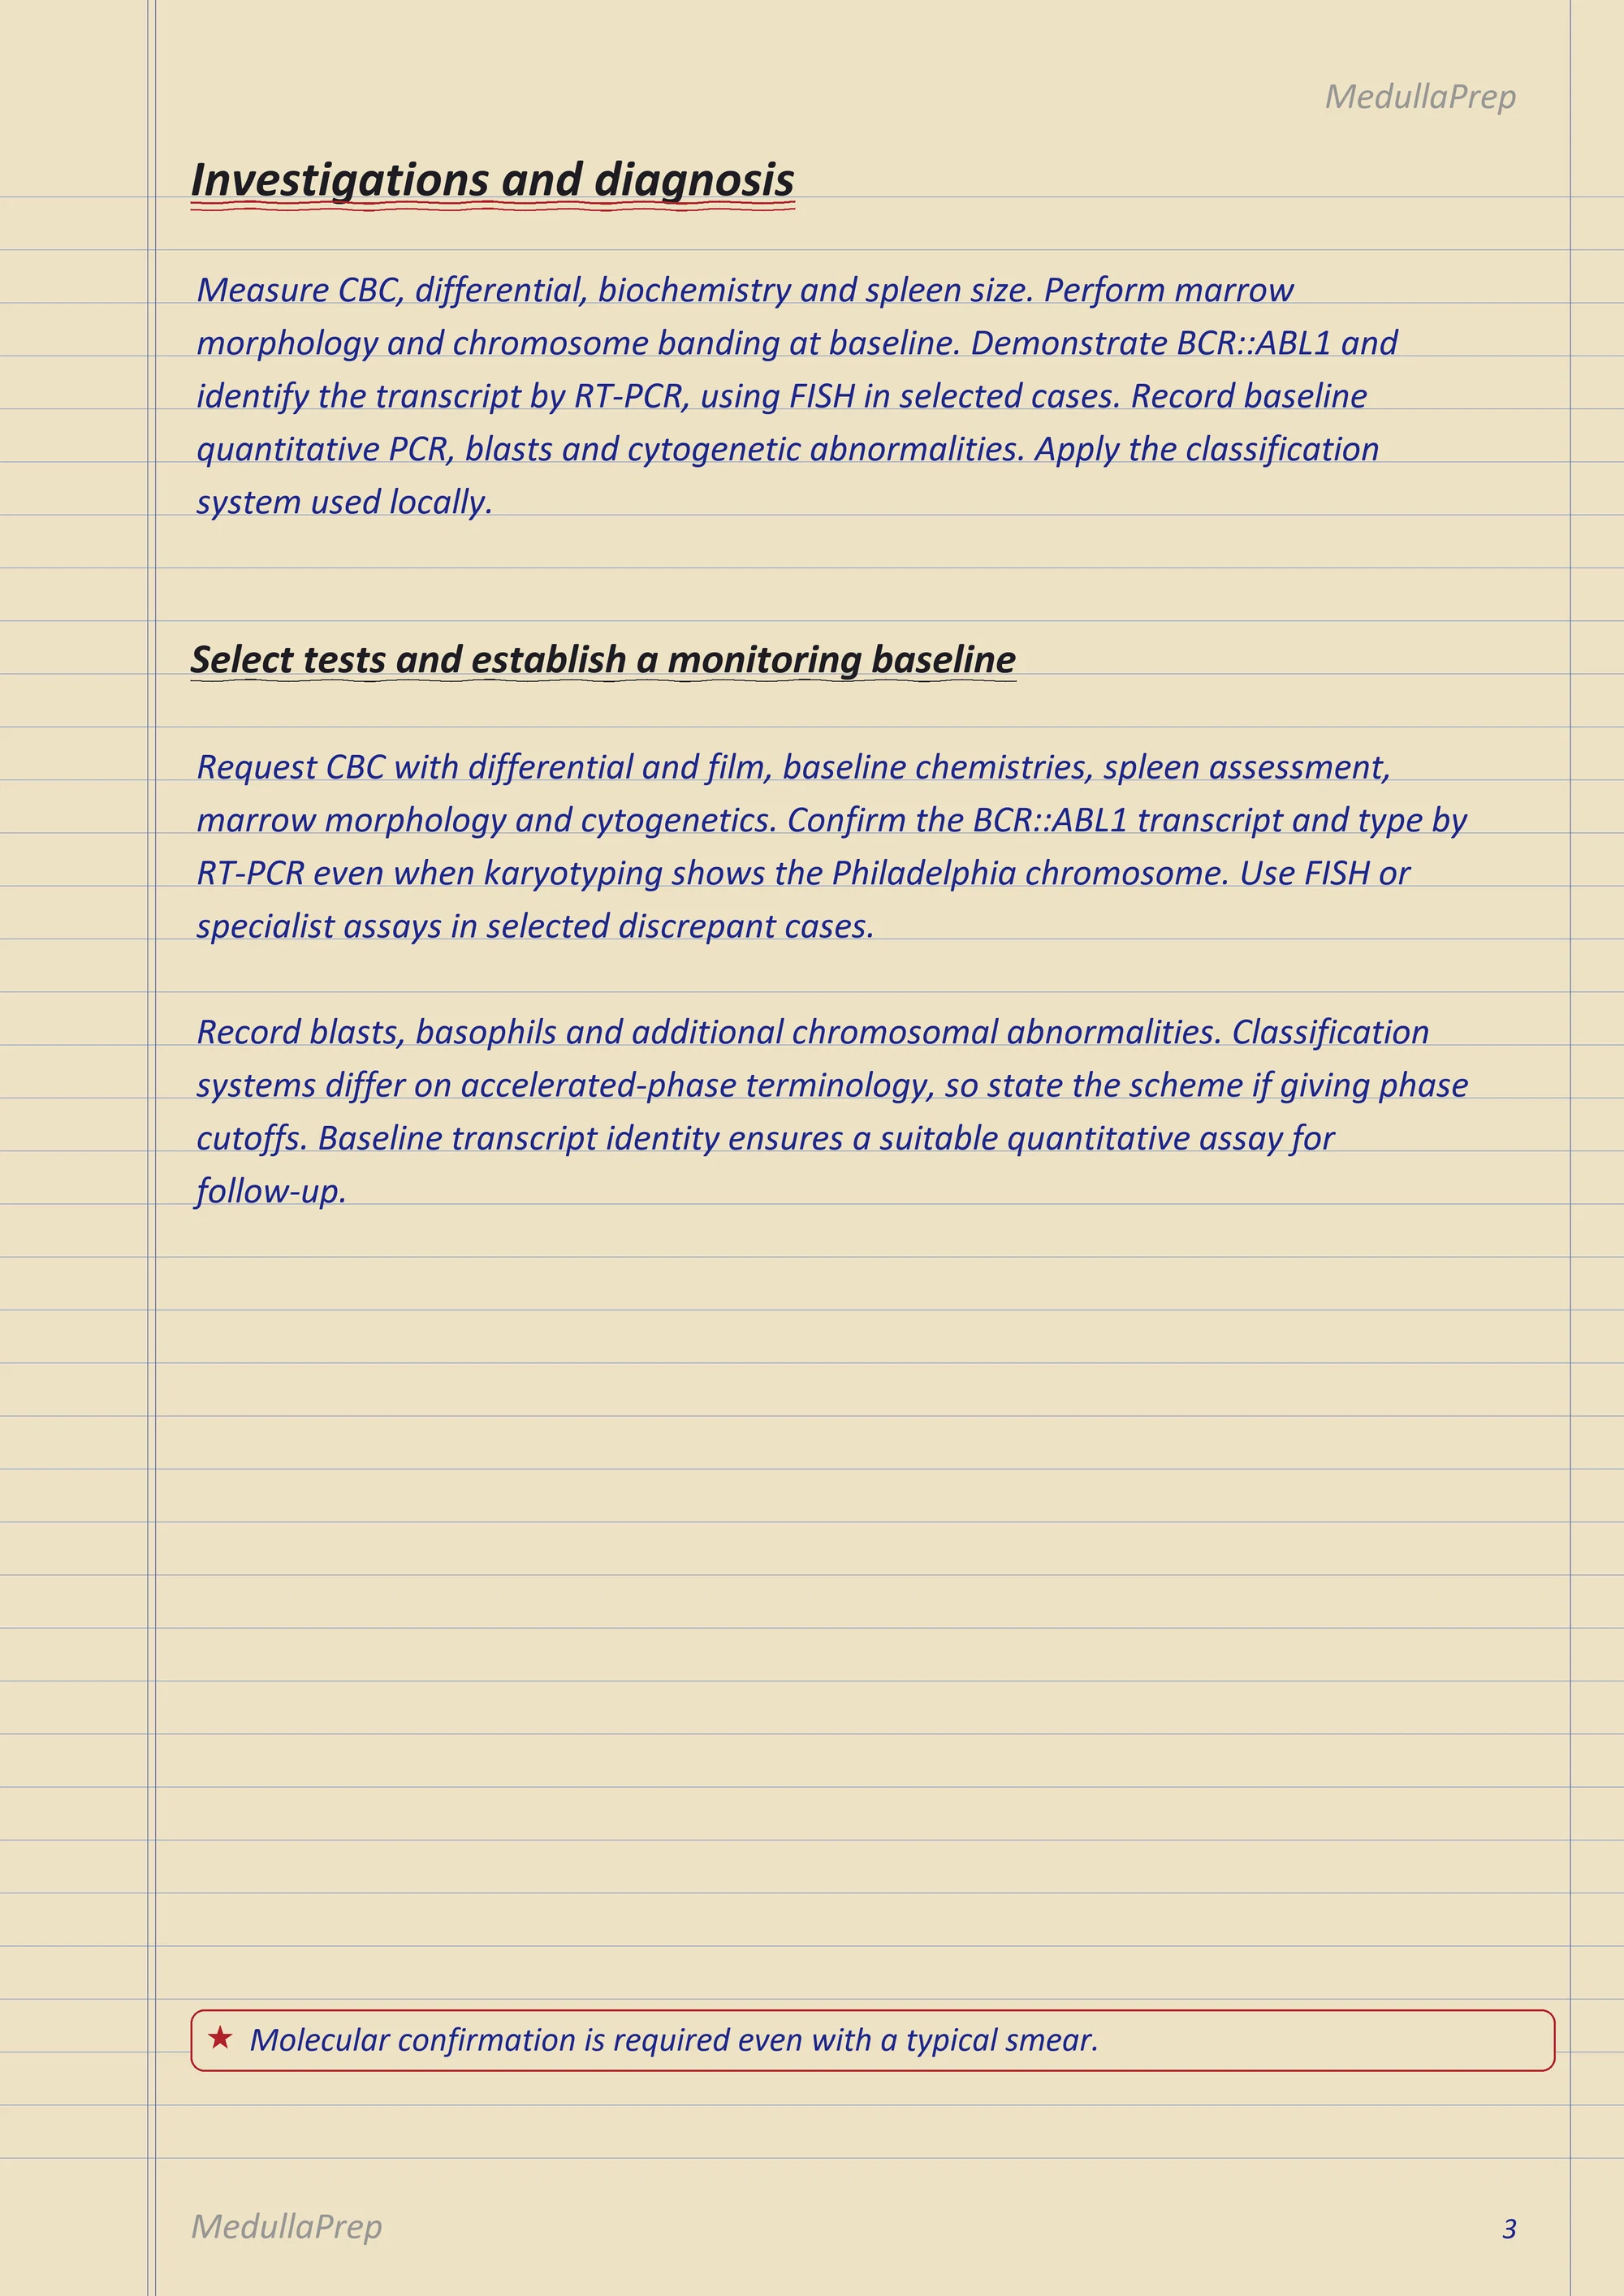 MedullaPrep
Investigations and diagnosis
Measure CBC, differential, biochemistry and spleen size. Perform marrow
morphology and chromosome banding at baseline. Demonstrate BCR::ABL1 and
identify the transcript by RT-PCR, using FISH in selected cases. Record baseline
quantitative PCR, blasts and cytogenetic abnormalities. Apply the classification
system used locally.
Select tests and establish a monitoring baseline
Request CBC with differential and film, baseline chemistries, spleen assessment,
marrow morphology and cytogenetics. Confirm the BCR::ABL1 transcript and type by
RT-PCR even when karyotyping shows the Philadelphia chromosome. Use FISH or
specialist assays in selected discrepant cases.
Record blasts, basophils and additional chromosomal abnormalities. Classification
systems differ on accelerated-phase terminology, so state the scheme if giving phase
cutoffs. Baseline transcript identity ensures a suitable quantitative assay for
follow-up.
★ Molecular confirmation is required even with a typical smear.
MedullaPrep
3